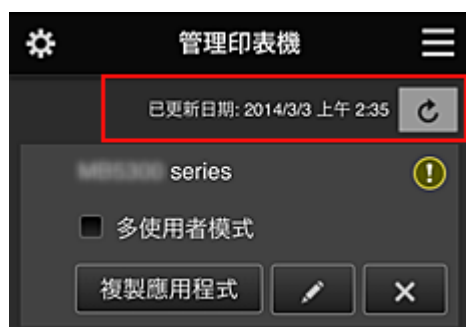 管理印表機
已更新日期: 2014/3/3 上午 2:35
series
多使用者模式
複製應用程式